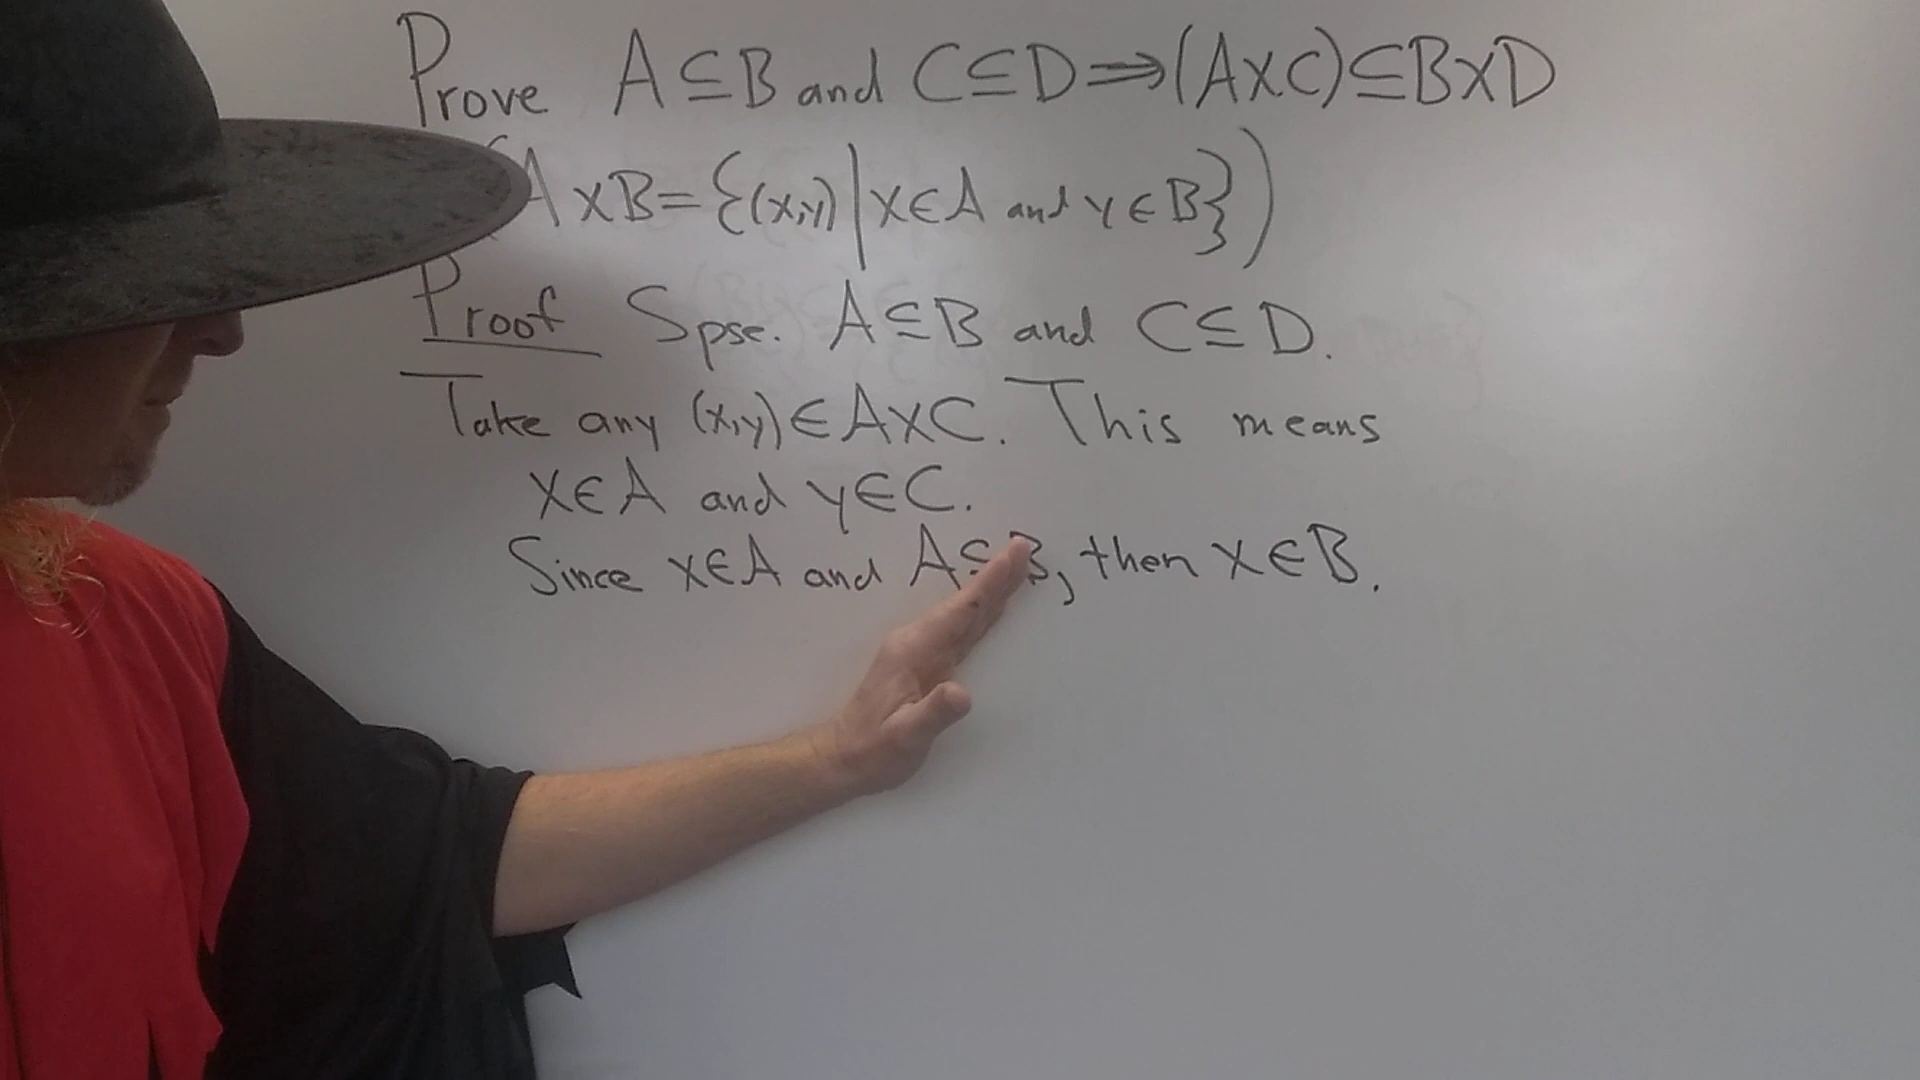 Prove A⊆B and C⊆D⇒(A×C)⊆B×D
(A×B={(x,y)|x∈A and y∈B})
Proof Spse. A⊆B and C⊆D.
Take any (x,y)∈A×C. This means
x∈A and y∈C.
Since x∈A and A⊆B, then x∈B.